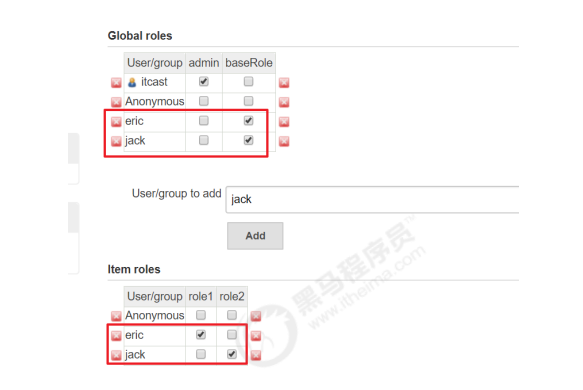 Global roles
User/group admin baseRole
itcast
Anonymous
eric
jack
User/group to add jack
Add
Item roles
User/group role1 role2
Anonymous
eric
jack
黑马程序员
www.itheima.com